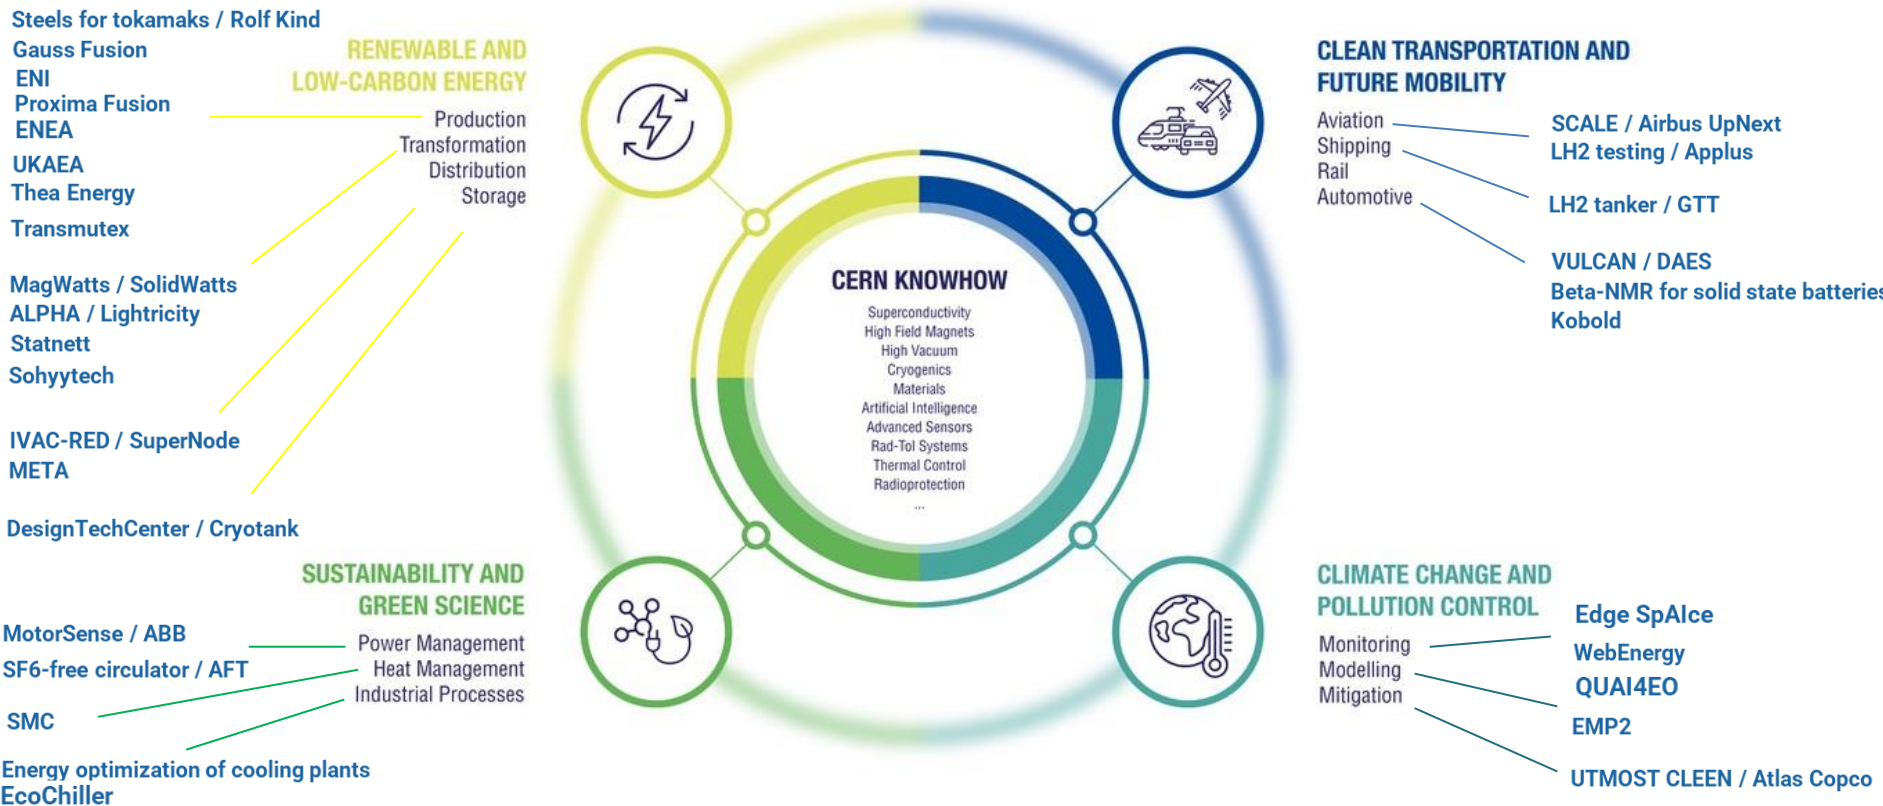 Steels for tokamaks / Rolf Kind
Gauss Fusion
ENI
Proxima Fusion
ENEA
UKAEA
Thea Energy
Transmutex
MagWatts / SolidWatts
ALPHA / Lightricity
Statnett
Sohyytech
IVAC-RED / SuperNode
META
DesignTechCenter / Cryotank
RENEWABLE AND
LOW-CARBON ENERGY
Production
Transformation
Distribution
Storage
CLEAN TRANSPORTATION AND
FUTURE MOBILITY
Aviation
Shipping
Rail
Automotive
SCALE / Airbus UpNext
LH2 testing / Applus
LH2 tanker / GTT
VULCAN / DAES
Beta-NMR for solid state batteries
Kobold
CERN KNOWHOW
Superconductivity
High Field Magnets
High Vacuum
Cryogenics
Materials
Artificial Intelligence
Advanced Sensors
Rad-Tol Systems
Thermal Control
Radioprotection
...
SUSTAINABILITY AND
GREEN SCIENCE
Power Management
Heat Management
Industrial Processes
MotorSense / ABB
SF6-free circulator / AFT
SMC
Energy optimization of cooling plants
EcoChiller
CLIMATE CHANGE AND
POLLUTION CONTROL
Monitoring
Modelling
Mitigation
Edge SpAIce
WebEnergy
QUAI4EO
EMP2
UTMOST CLEEN / Atlas Copco